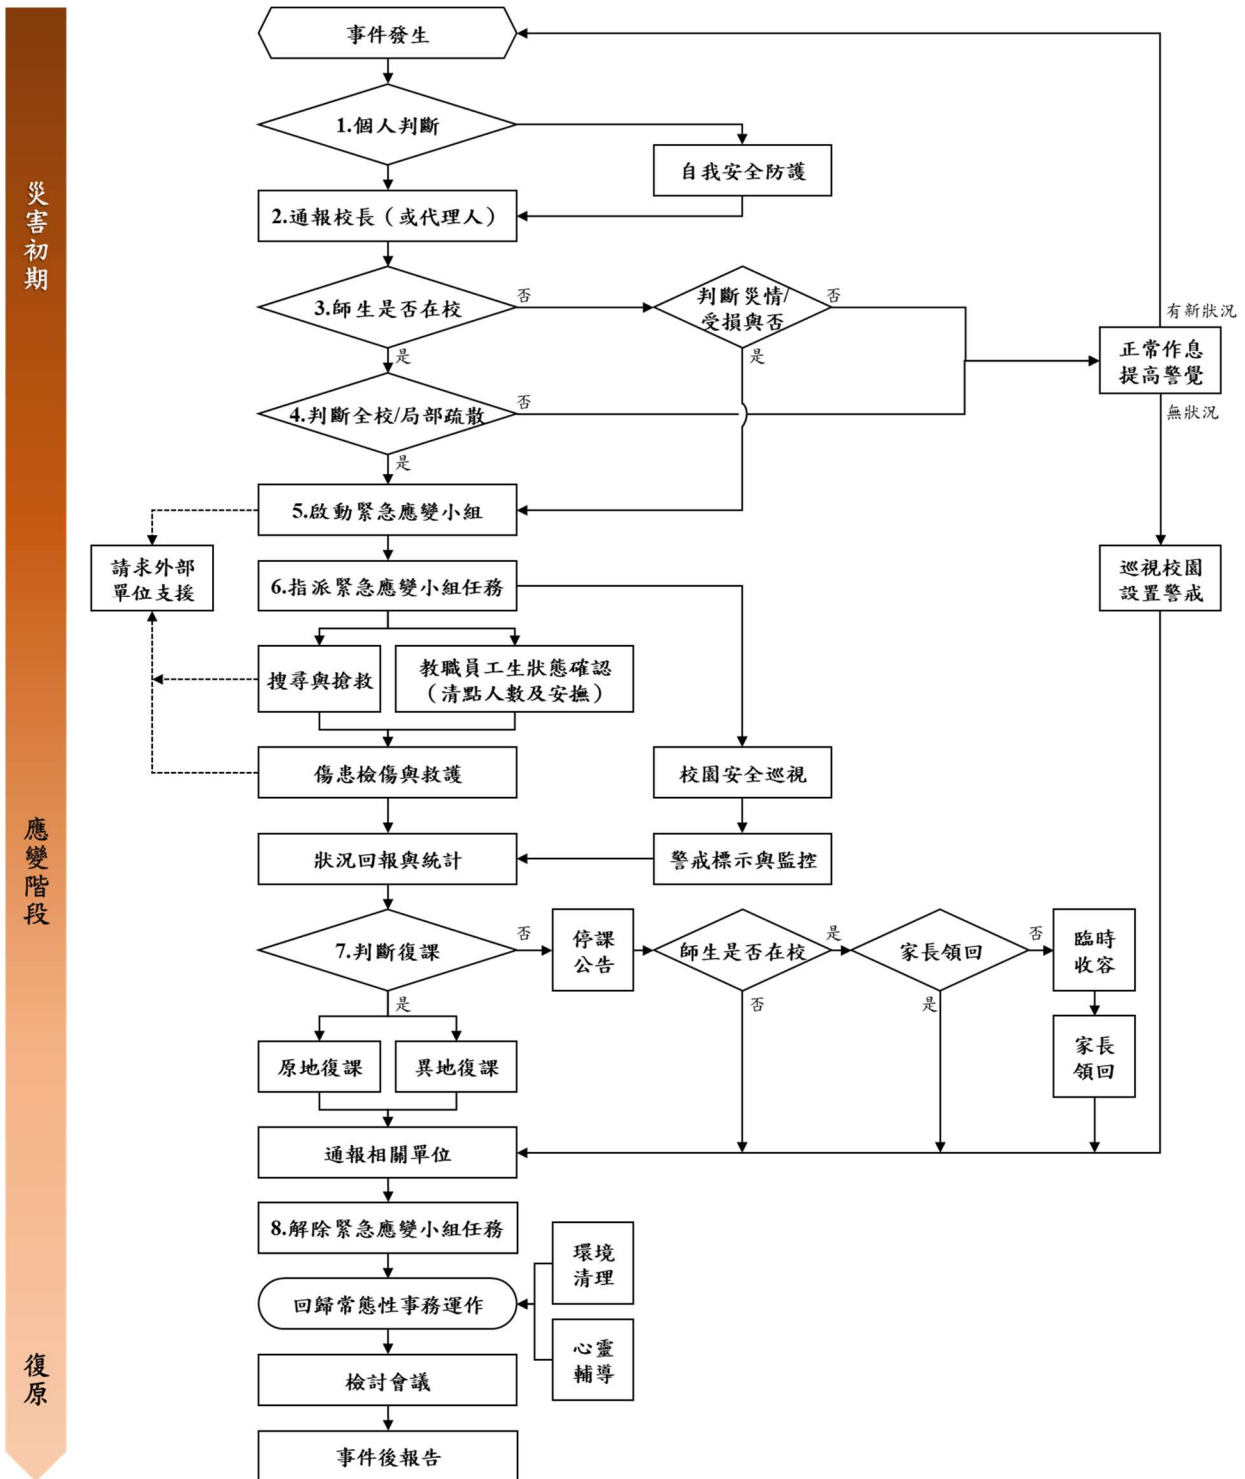 災害初期
應變階段
復原
事件發生
1.個人判斷
自我安全防護
2.通報校長（或代理人）
3.師生是否在校
否
是
判斷災情/
受損與否
否
是
有新狀況
正常作息
提高警覺
無狀況
4.判斷全校/局部疏散
否
是
5.啟動緊急應變小組
請求外部
單位支援
6.指派緊急應變小組任務
巡視校園
設置警戒
搜尋與搶救
教職員工生狀態確認
（清點人數及安撫）
傷患檢傷與救護
校園安全巡視
狀況回報與統計
警戒標示與監控
7.判斷復課
否
是
停課
公告
師生是否在校
是
否
家長領回
否
是
臨時
收容
家長
領回
原地復課
異地復課
通報相關單位
8.解除緊急應變小組任務
環境
清理
回歸常態性事務運作
心靈
輔導
檢討會議
事件後報告